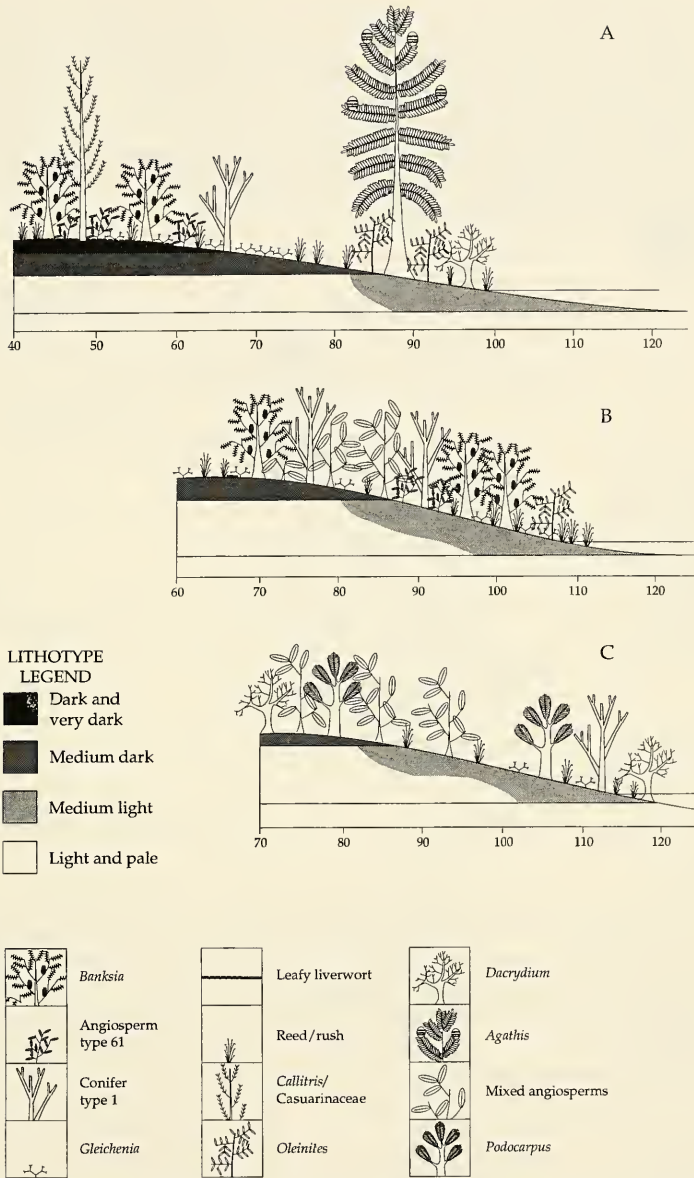 A
40 50 60 70 80 90 100 110 120
B
60 70 80 90 100 110 120
C
70 80 90 100 110 120
LITHOTYPE
LEGEND
Dark and
very dark
Medium dark
Medium light
Light and pale
Banksia
Angiosperm
type 61
Conifer
type 1
Gleichenia
Leafy liverwort
Reed/rush
Callitris/
Casuarinaceae
Oleinites
Dacrydium
Agathis
Mixed angiosperms
Podocarpus